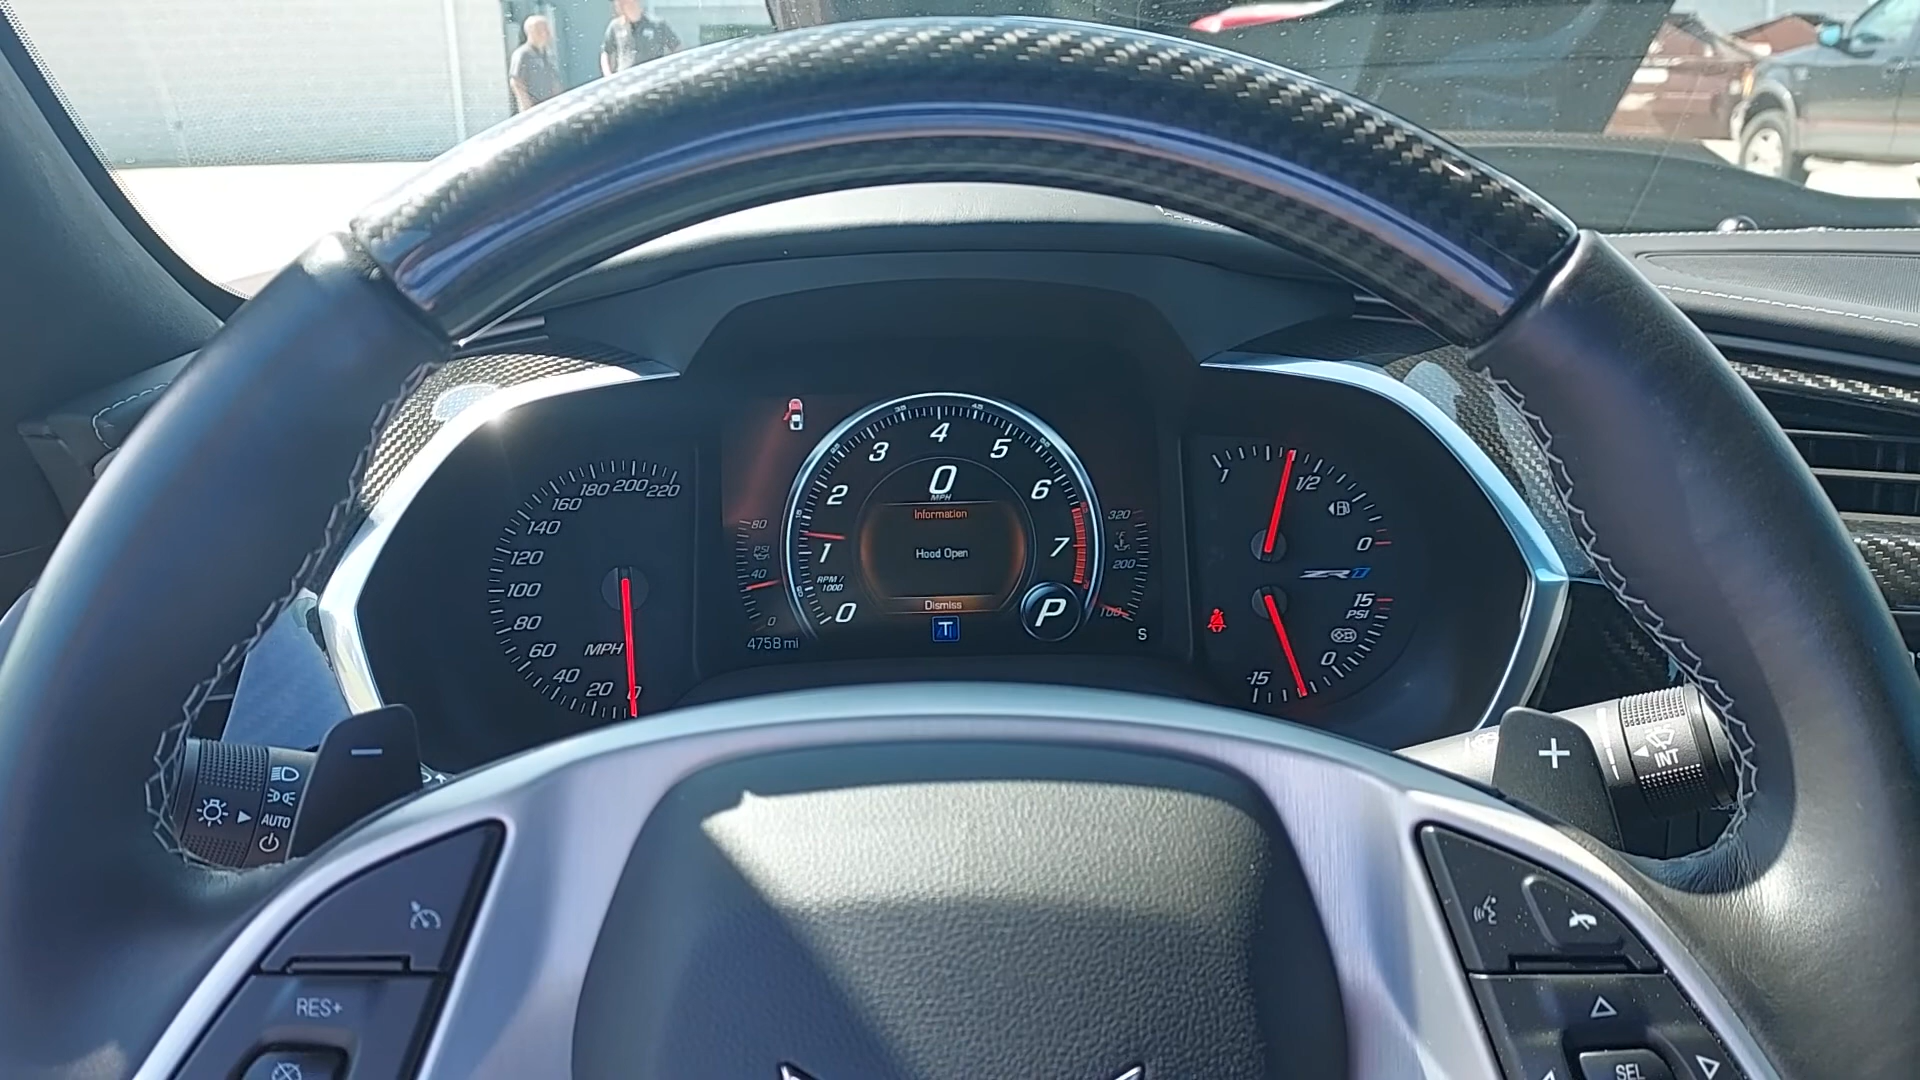 220
200
180
160
140
120
100
80
60
40
20
0
MPH
80
PSI
40
0
4758 mi
0
1
2
3
4
5
6
7
RPM /
1000
0
MPH
Information
Hood Open
Dismiss
T
P
320
200
100
S
1
1/2
0
ZR1
15
PSI
0
-15
AUTO
INT
RES+
SEL